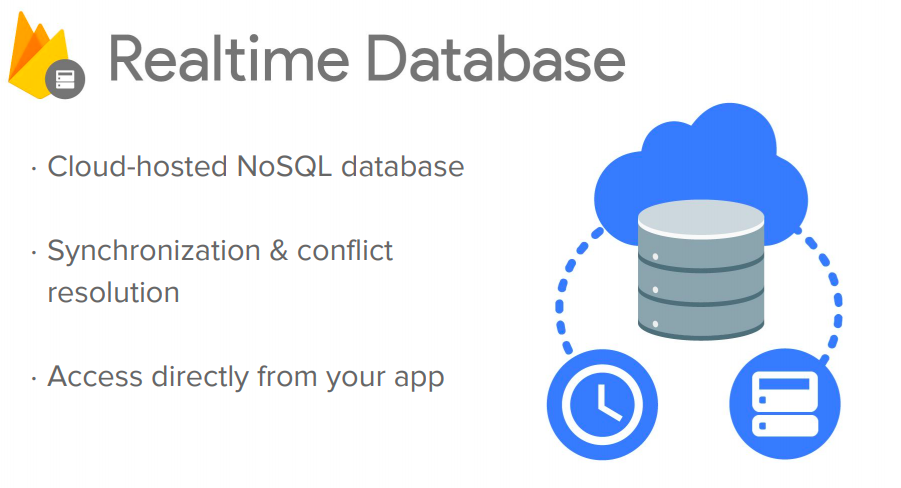 Realtime Database
· Cloud-hosted NoSQL database
· Synchronization & conflict
resolution
· Access directly from your app